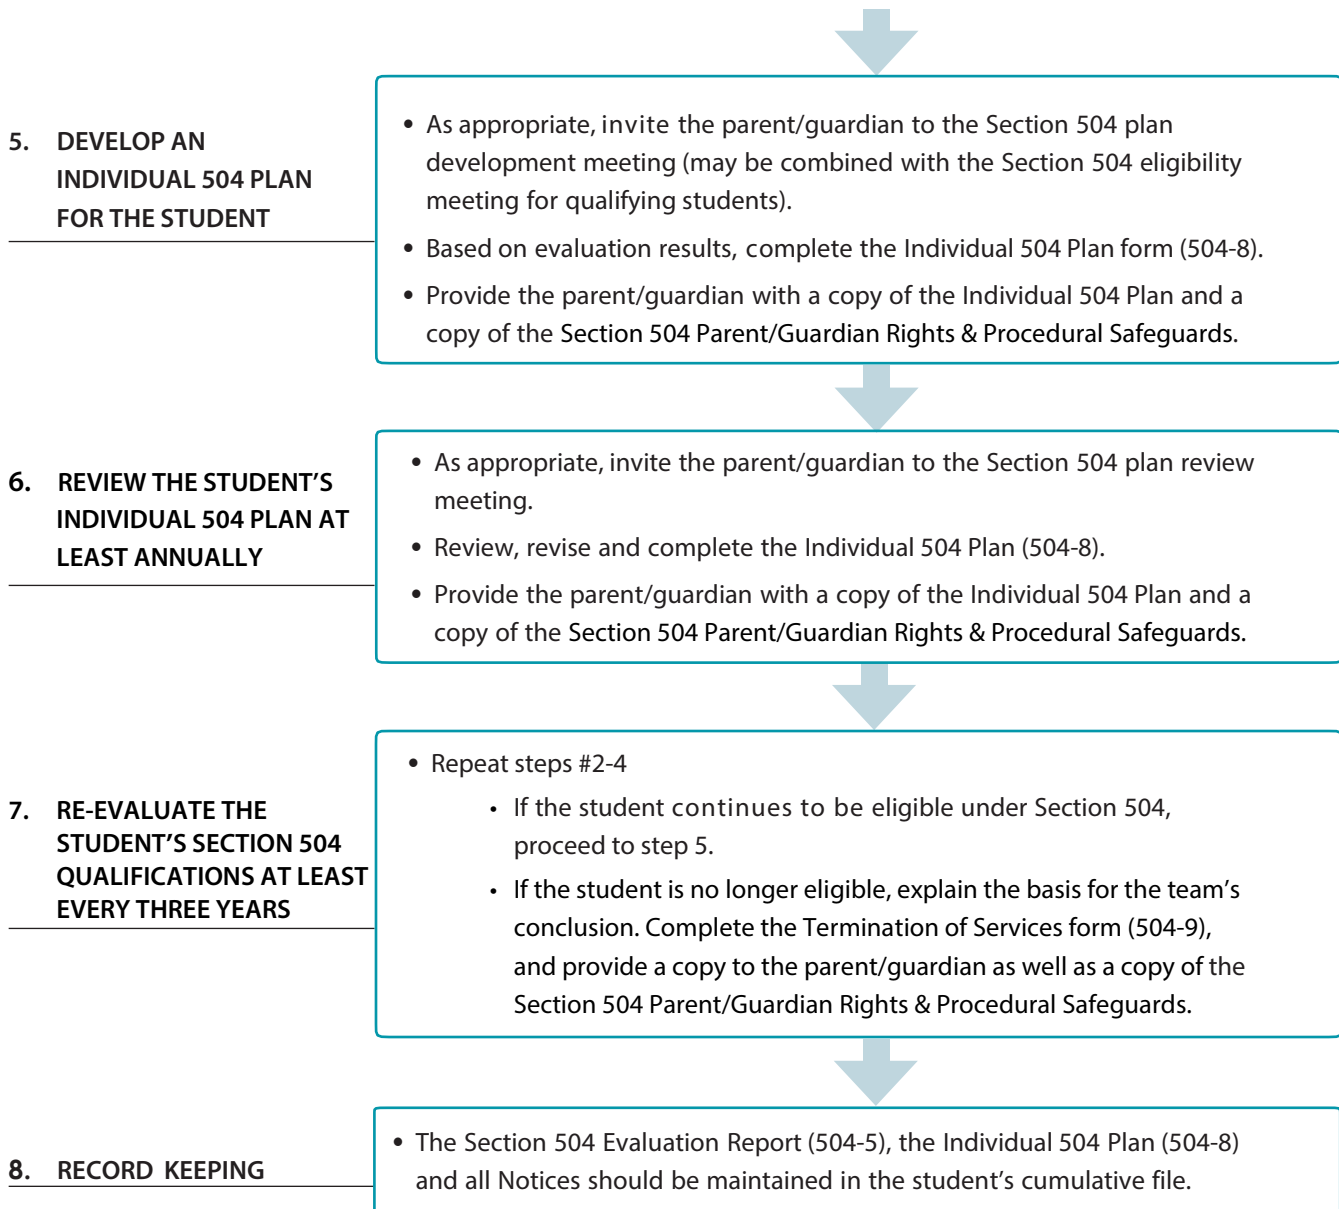 5. DEVELOP AN
INDIVIDUAL 504 PLAN
FOR THE STUDENT
• As appropriate, invite the parent/guardian to the Section 504 plan
development meeting (may be combined with the Section 504 eligibility
meeting for qualifying students).
• Based on evaluation results, complete the Individual 504 Plan form (504-8).
• Provide the parent/guardian with a copy of the Individual 504 Plan and a
copy of the Section 504 Parent/Guardian Rights & Procedural Safeguards.
6. REVIEW THE STUDENT’S
INDIVIDUAL 504 PLAN AT
LEAST ANNUALLY
• As appropriate, invite the parent/guardian to the Section 504 plan review
meeting.
• Review, revise and complete the Individual 504 Plan (504-8).
• Provide the parent/guardian with a copy of the Individual 504 Plan and a
copy of the Section 504 Parent/Guardian Rights & Procedural Safeguards.
7. RE-EVALUATE THE
STUDENT’S SECTION 504
QUALIFICATIONS AT LEAST
EVERY THREE YEARS
• Repeat steps #2-4
• If the student continues to be eligible under Section 504,
proceed to step 5.
• If the student is no longer eligible, explain the basis for the team’s
conclusion. Complete the Termination of Services form (504-9),
and provide a copy to the parent/guardian as well as a copy of the
Section 504 Parent/Guardian Rights & Procedural Safeguards.
8. RECORD KEEPING
• The Section 504 Evaluation Report (504-5), the Individual 504 Plan (504-8)
and all Notices should be maintained in the student’s cumulative file.